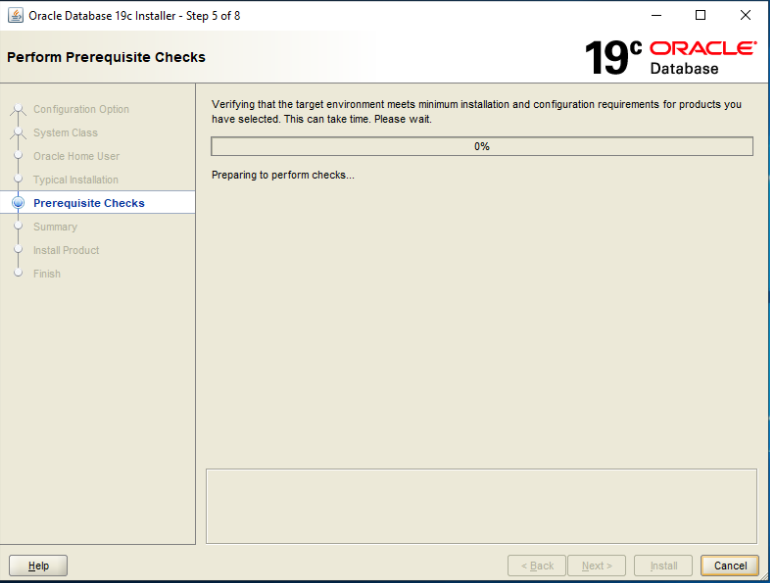 Oracle Database 19c Installer - Step 5 of 8
Perform Prerequisite Checks
19c ORACLE
Database
Configuration Option
System Class
Oracle Home User
Typical Installation
Prerequisite Checks
Summary
Install Product
Finish
Verifying that the target environment meets minimum installation and configuration requirements for products you
have selected. This can take time. Please wait.
0%
Preparing to perform checks...
Help
< Back
Next >
Install
Cancel